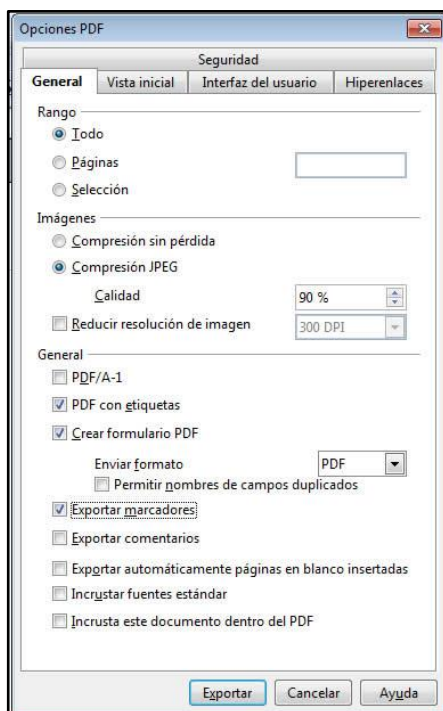 Opciones PDF
Seguridad
General Vista inicial Interfaz del usuario Hiperenlaces
Rango
Todo
Páginas
Selección
Imágenes
Compresión sin pérdida
Compresión JPEG
Calidad 90 %
Reducir resolución de imagen 300 DPI
General
PDF/A-1
PDF con etiquetas
Crear formulario PDF
Enviar formato PDF
Permitir nombres de campos duplicados
Exportar marcadores
Exportar comentarios
Exportar automáticamente páginas en blanco insertadas
Incrustar fuentes estándar
Incrusta este documento dentro del PDF
Exportar Cancelar Ayuda